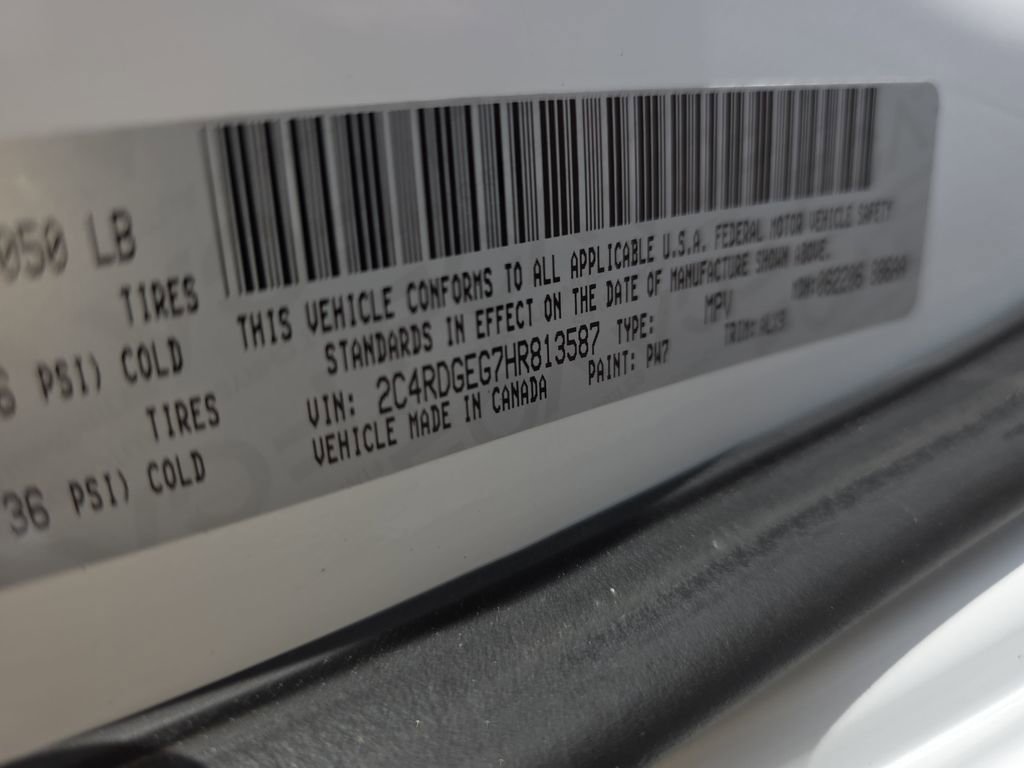 050 LB
TIRES
6 PSI) COLD
TIRES
36 PSI) COLD
THIS VEHICLE CONFORMS TO ALL APPLICABLE U.S.A. FEDERAL MOTOR VEHICLE SAFETY
STANDARDS IN EFFECT ON THE DATE OF MANUFACTURE SHOWN ABOVE.
VIN: 2C4RDGEG7HR813587 TYPE: MPV
VEHICLE MADE IN CANADA PAINT: PW7